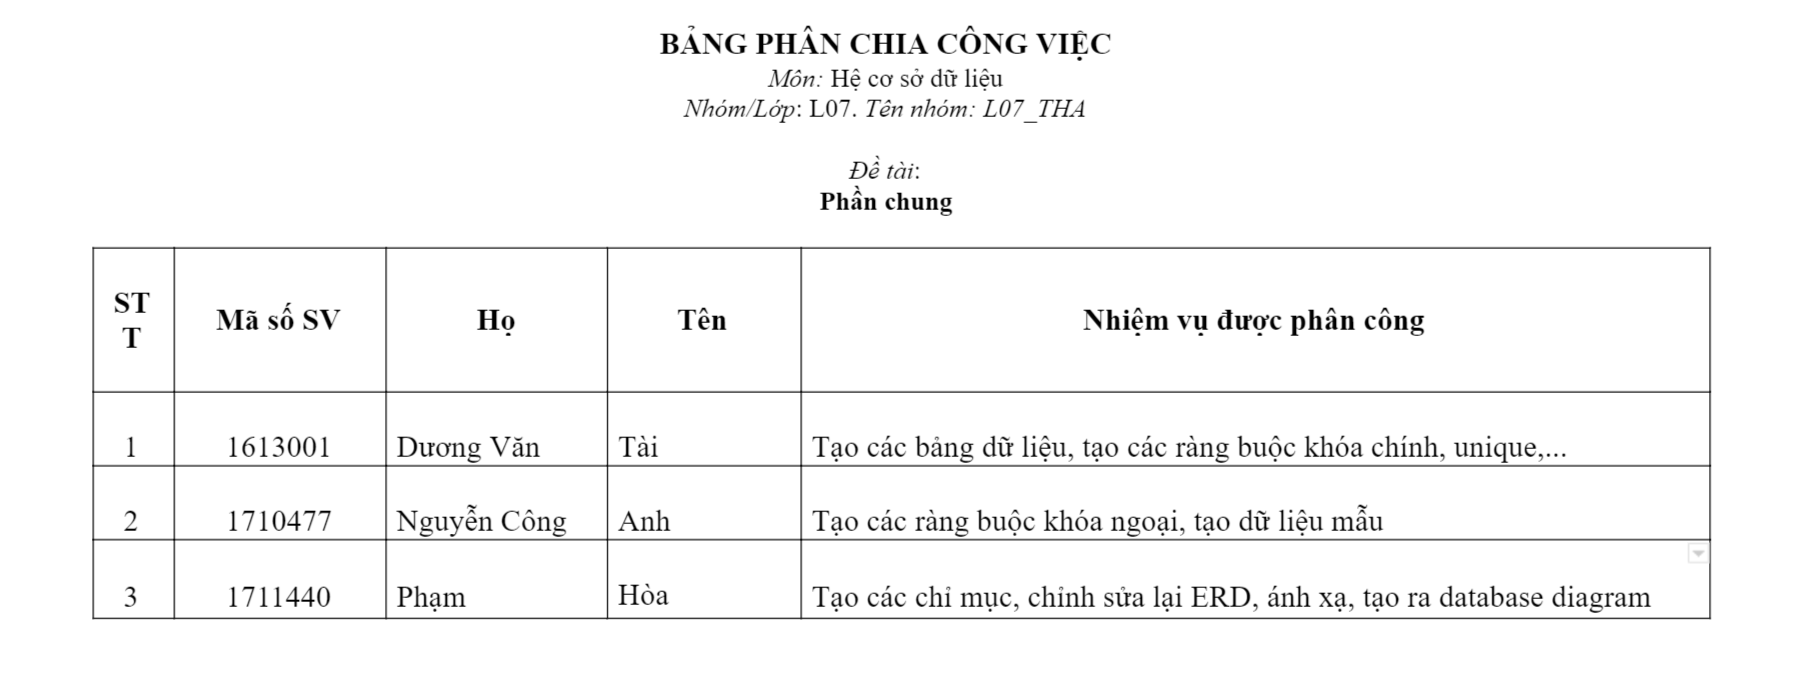 BẢNG PHÂN CHIA CÔNG VIỆC
Môn: Hệ cơ sở dữ liệu
Nhóm/Lớp: L07. Tên nhóm: L07_THA
Đề tài:
Phần chung
ST
T
Mã số SV
Họ
Tên
Nhiệm vụ được phân công
1 1613001 Dương Văn Tài Tạo các bảng dữ liệu, tạo các ràng buộc khóa chính, unique,...
2 1710477 Nguyễn Công Anh Tạo các ràng buộc khóa ngoại, tạo dữ liệu mẫu
3 1711440 Phạm Hòa Tạo các chỉ mục, chỉnh sửa lại ERD, ánh xạ, tạo ra database diagram